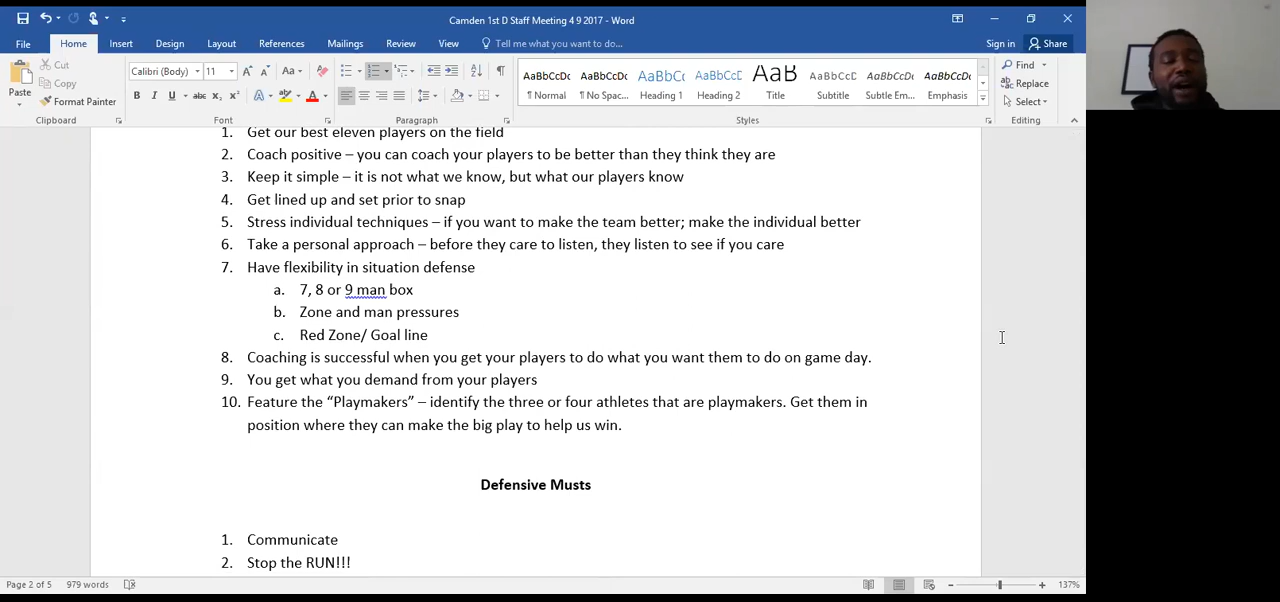 Camden 1st D Staff Meeting 4 9 2017 - Word
File Home Insert Design Layout References Mailings Review View Tell me what you want to do... Sign in Share
Cut
Copy
Format Painter
Paste
Clipboard
Calibri (Body) 11
Font
Paragraph
AaBbCcDc AaBbCcDc AaBbCc AaBbCcD AaB AaBbCcD AaBbCcDc AaBbCcDc
¶ Normal ¶ No Spac... Heading 1 Heading 2 Title Subtitle Subtle Em... Emphasis
Styles
Find
Replace
Select
Editing
1. Get our best eleven players on the field
2. Coach positive – you can coach your players to be better than they think they are
3. Keep it simple – it is not what we know, but what our players know
4. Get lined up and set prior to snap
5. Stress individual techniques – if you want to make the team better; make the individual better
6. Take a personal approach – before they care to listen, they listen to see if you care
7. Have flexibility in situation defense
a. 7, 8 or 9 man box
b. Zone and man pressures
c. Red Zone/ Goal line
8. Coaching is successful when you get your players to do what you want them to do on game day.
9. You get what you demand from your players
10. Feature the “Playmakers” – identify the three or four athletes that are playmakers. Get them in
position where they can make the big play to help us win.
Defensive Musts
1. Communicate
2. Stop the RUN!!!
Page 2 of 5 979 words 137%